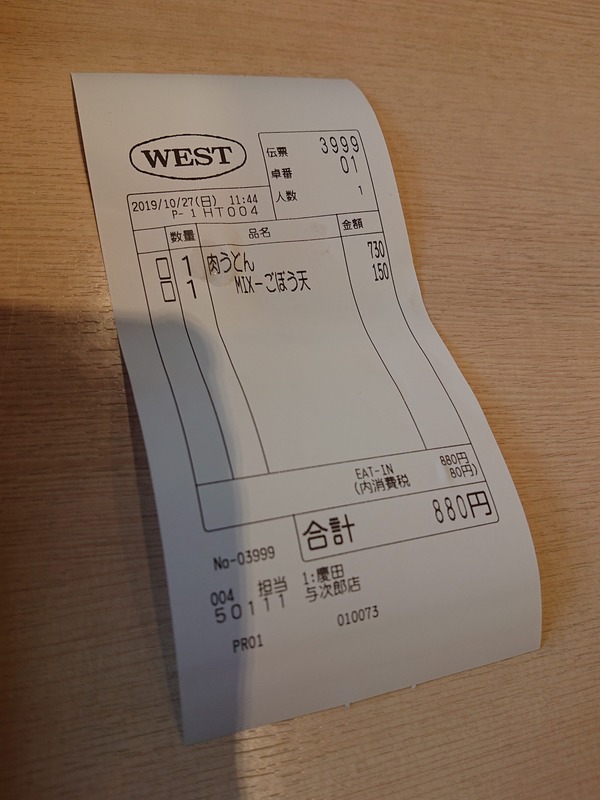 WEST
伝票 3999
卓番 01
人数 1
2019/10/27(日) 11:44
P- 1 HT004
数量 品名 金額
1 肉うどん 730
1 MIX-ごぼう天 150
EAT-IN 880円
(内消費税 80円)
合計 880円
No-03999
004 担当 1:慶田
50111 与次郎店
PR01 010073